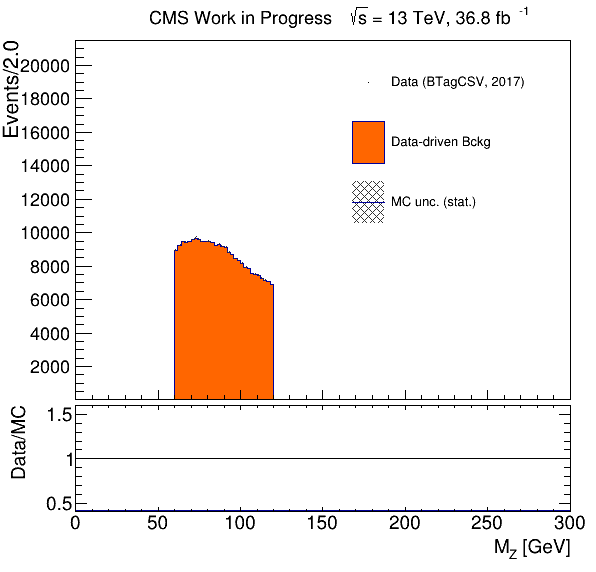 CMS Work in Progress √s = 13 TeV, 36.8 fb -1
Events/2.0
20000
18000
16000
14000
12000
10000
8000
6000
4000
2000
Data (BTagCSV, 2017)
Data-driven Bckg
MC unc. (stat.)
Data/MC
1.5
1
0.5
0 50 100 150 200 250 300
MZ [GeV]